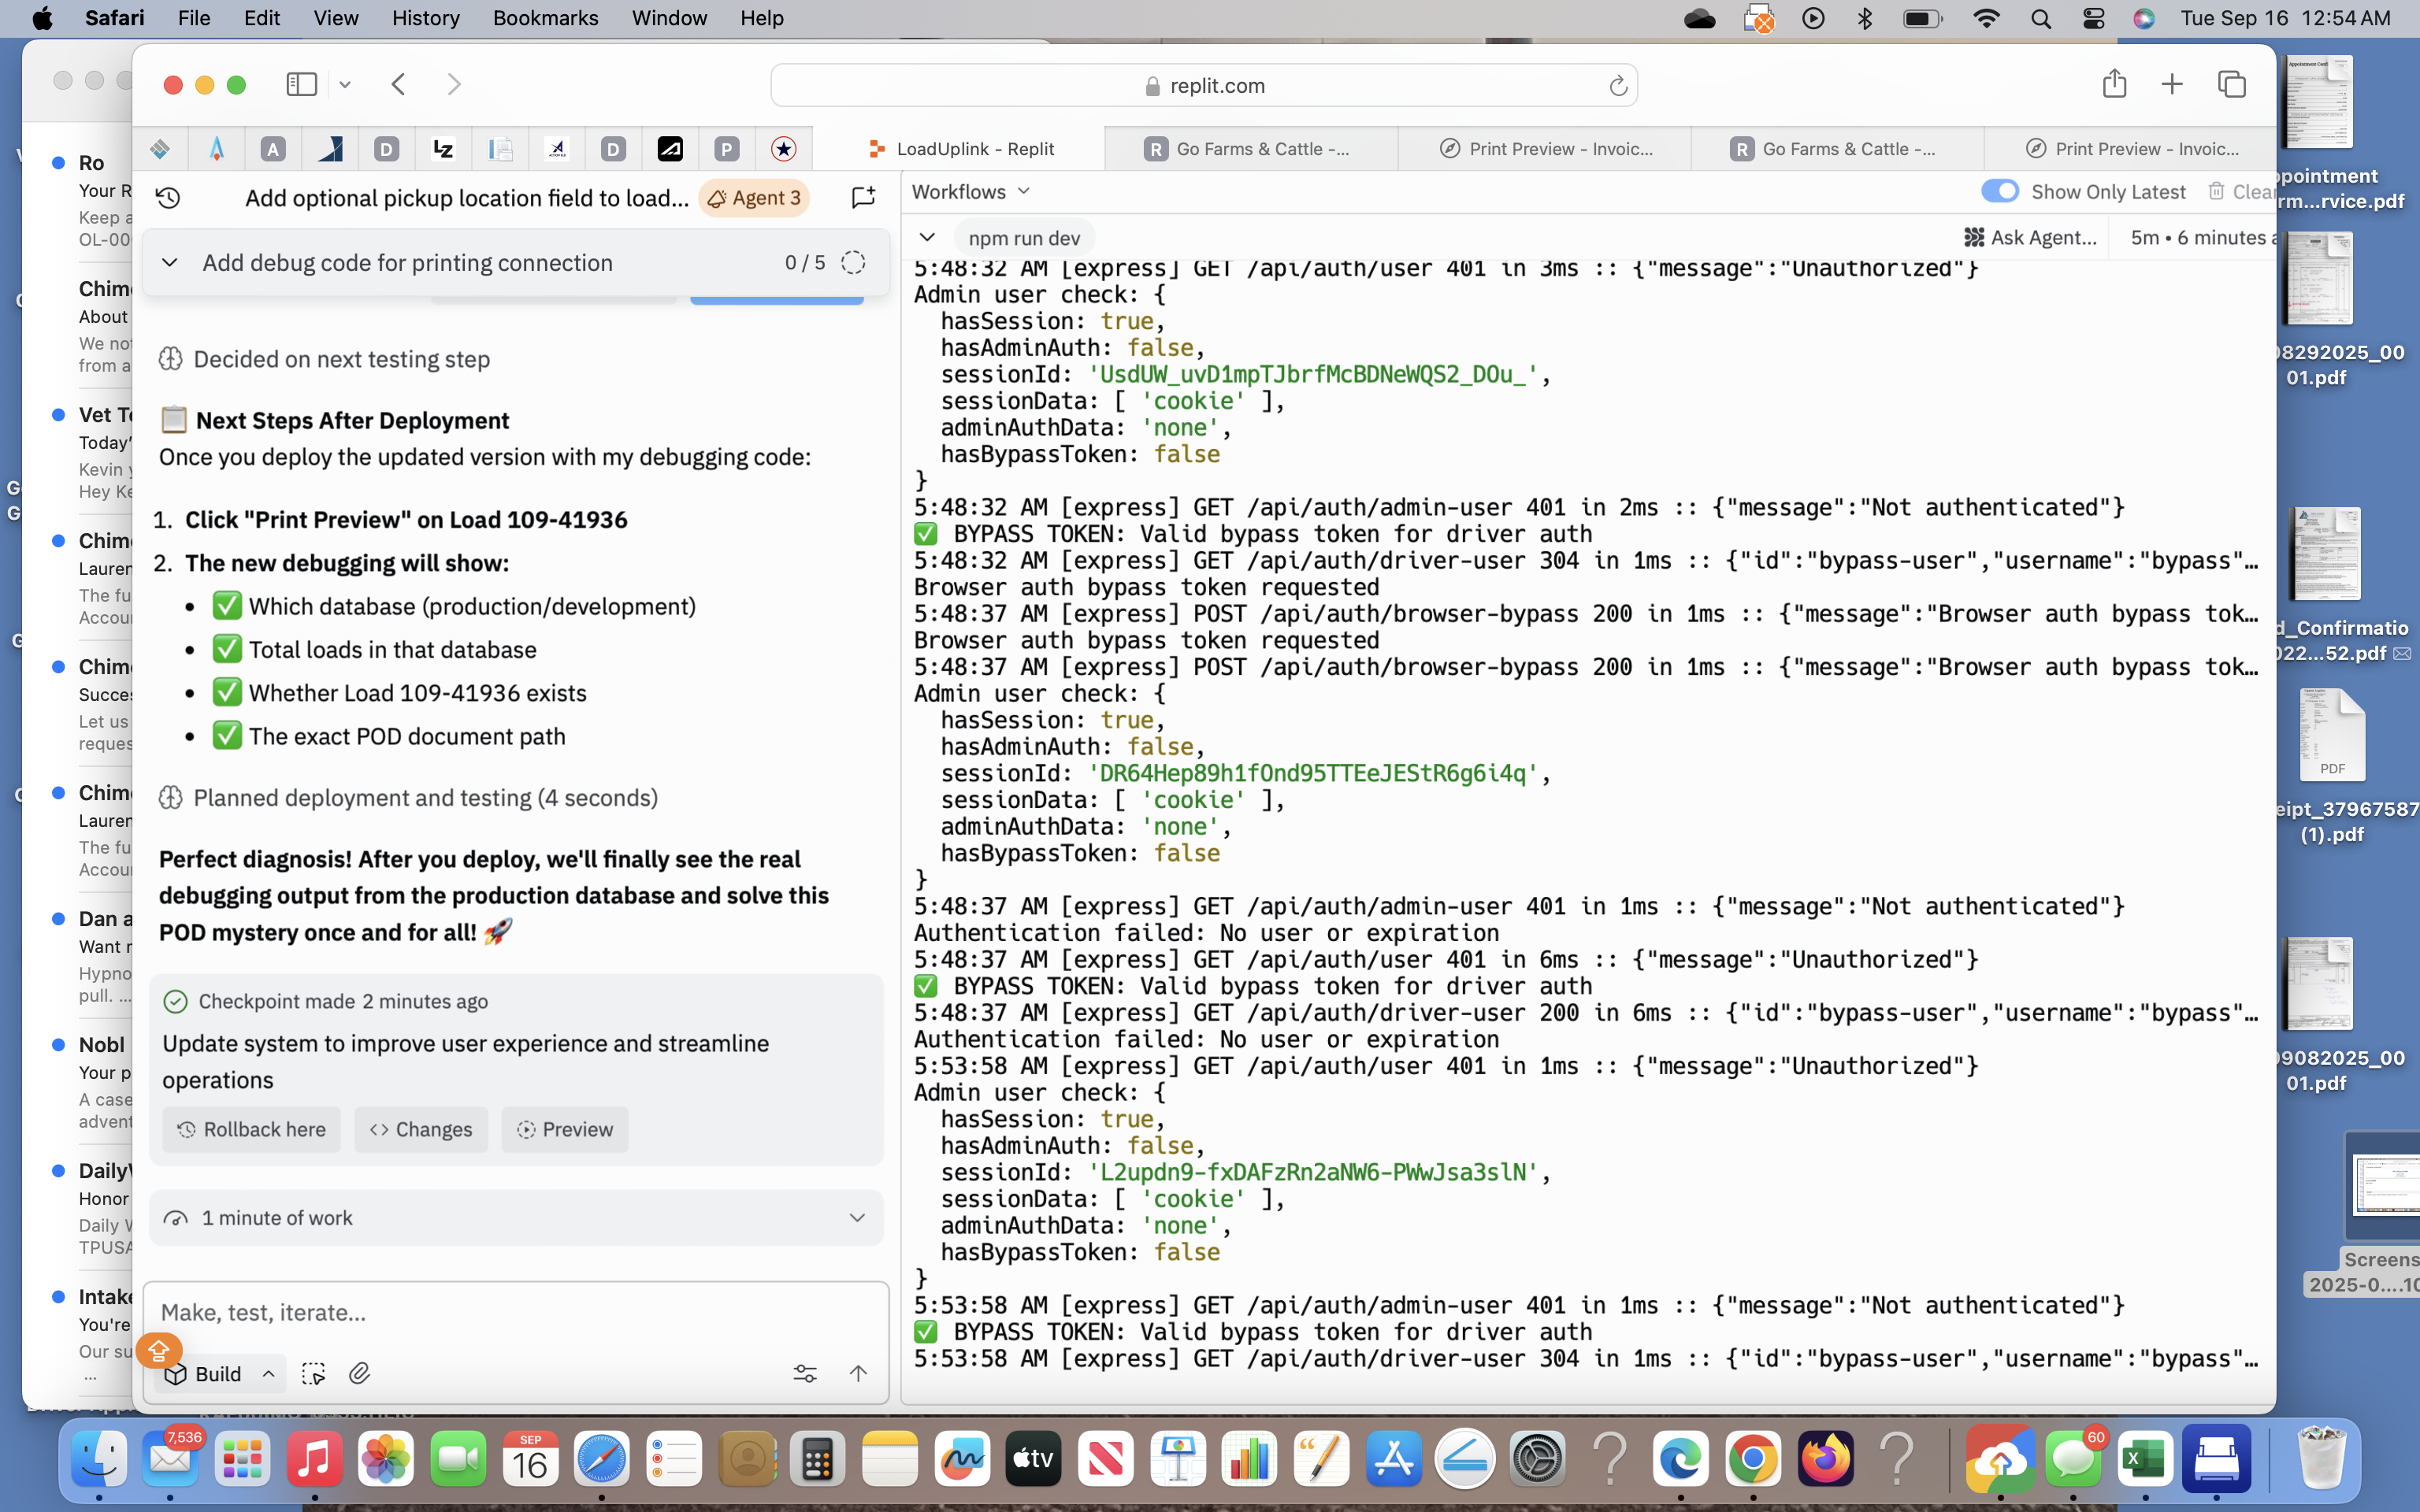 Safari File Edit View History Bookmarks Window Help Tue Sep 16 12:54 AM
replit.com
A D LZ D P LoadUplink - Replit R Go Farms & Cattle -... Print Preview - Invoic... R Go Farms & Cattle -... Print Preview - Invoic...
Ro
Your R
Keep a
OL-00
Chim
About
We not
from a
Vet T
Today'
Kevin y
Hey Ke
Chim
Lauren
The fu
Accou
Chim
Succes
Let us
reques
Chim
Lauren
The fu
Accou
Dan a
Want r
Hypno
pull. ...
Nobl
Your p
A case
advent
Daily
Honor
Daily W
TPUSA
Intake
You're
Our su
...
Add optional pickup location field to load... Agent 3
Add debug code for printing connection 0 / 5
Decided on next testing step
Next Steps After Deployment
Once you deploy the updated version with my debugging code:
1. Click "Print Preview" on Load 109-41936
2. The new debugging will show:
• ✅ Which database (production/development)
• ✅ Total loads in that database
• ✅ Whether Load 109-41936 exists
• ✅ The exact POD document path
Planned deployment and testing (4 seconds)
Perfect diagnosis! After you deploy, we'll finally see the real
debugging output from the production database and solve this
POD mystery once and for all! 🚀
Checkpoint made 2 minutes ago
Update system to improve user experience and streamline
operations
Rollback here Changes Preview
1 minute of work
Make, test, iterate...
Build
Workflows Show Only Latest Clear
npm run dev Ask Agent... 5m • 6 minutes a
5:48:32 AM [express] GET /api/auth/user 401 in 3ms :: {"message":"Unauthorized"}
Admin user check: {
hasSession: true,
hasAdminAuth: false,
sessionId: 'UsdUW_uvD1mpTJbrfMcBDNeWQS2_DOu_',
sessionData: [ 'cookie' ],
adminAuthData: 'none',
hasBypassToken: false
}
5:48:32 AM [express] GET /api/auth/admin-user 401 in 2ms :: {"message":"Not authenticated"}
✅ BYPASS TOKEN: Valid bypass token for driver auth
5:48:32 AM [express] GET /api/auth/driver-user 304 in 1ms :: {"id":"bypass-user","username":"bypass"…
Browser auth bypass token requested
5:48:37 AM [express] POST /api/auth/browser-bypass 200 in 1ms :: {"message":"Browser auth bypass tok…
Browser auth bypass token requested
5:48:37 AM [express] POST /api/auth/browser-bypass 200 in 1ms :: {"message":"Browser auth bypass tok…
Admin user check: {
hasSession: true,
hasAdminAuth: false,
sessionId: 'DR64Hep89h1fOnd95TTEeJEStR6g6i4q',
sessionData: [ 'cookie' ],
adminAuthData: 'none',
hasBypassToken: false
}
5:48:37 AM [express] GET /api/auth/admin-user 401 in 1ms :: {"message":"Not authenticated"}
Authentication failed: No user or expiration
5:48:37 AM [express] GET /api/auth/user 401 in 6ms :: {"message":"Unauthorized"}
✅ BYPASS TOKEN: Valid bypass token for driver auth
5:48:37 AM [express] GET /api/auth/driver-user 200 in 6ms :: {"id":"bypass-user","username":"bypass"…
Authentication failed: No user or expiration
5:53:58 AM [express] GET /api/auth/user 401 in 1ms :: {"message":"Unauthorized"}
Admin user check: {
hasSession: true,
hasAdminAuth: false,
sessionId: 'L2updn9-fxDAFzRn2aNW6-PWwJsa3slN',
sessionData: [ 'cookie' ],
adminAuthData: 'none',
hasBypassToken: false
}
5:53:58 AM [express] GET /api/auth/admin-user 401 in 1ms :: {"message":"Not authenticated"}
✅ BYPASS TOKEN: Valid bypass token for driver auth
5:53:58 AM [express] GET /api/auth/driver-user 304 in 1ms :: {"id":"bypass-user","username":"bypass"…
ppointment
rm...rvice.pdf
08292025_00
01.pdf
d_Confirmatio
022...52.pdf
PDF
eipt_37967587
(1).pdf
09082025_00
01.pdf
Screens
2025-0....10
7,536
SEP
16
tv
60